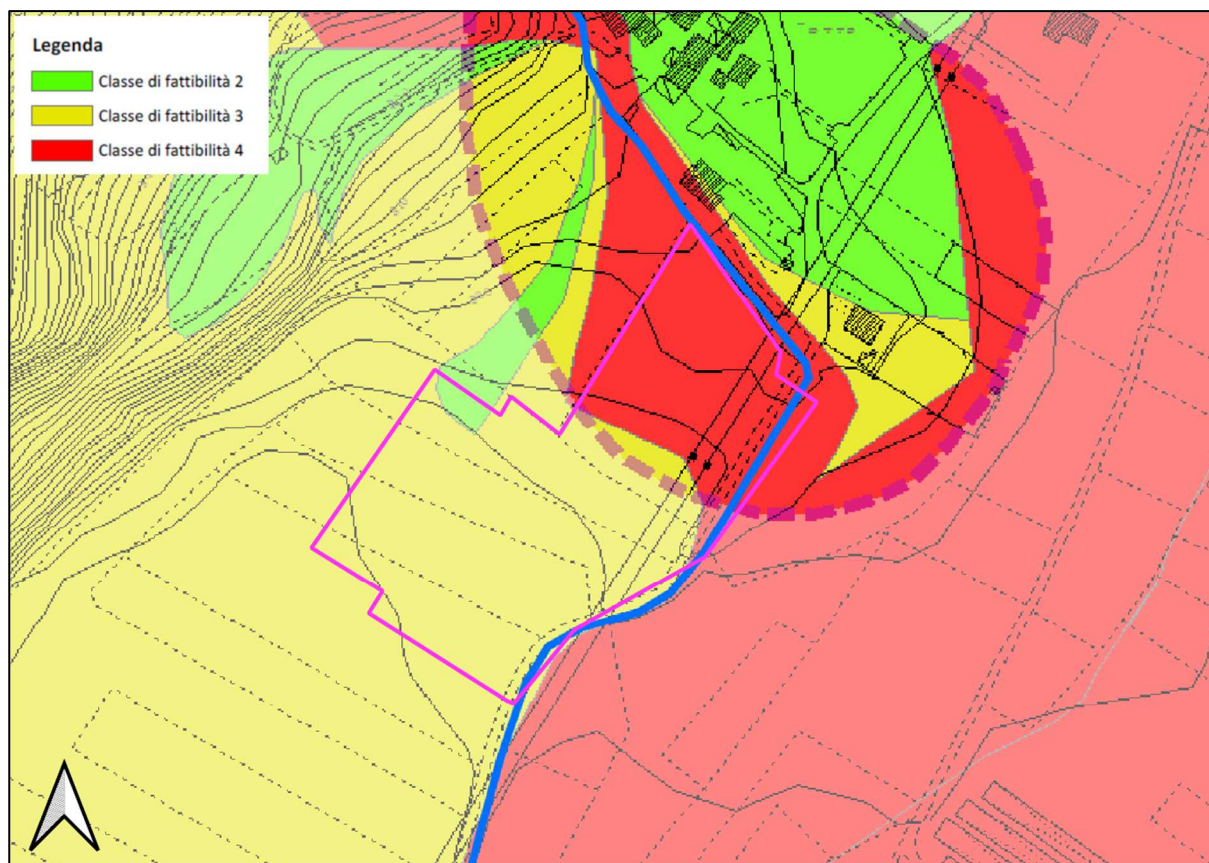 Legenda
Classe di fattibilità 2
Classe di fattibilità 3
Classe di fattibilità 4